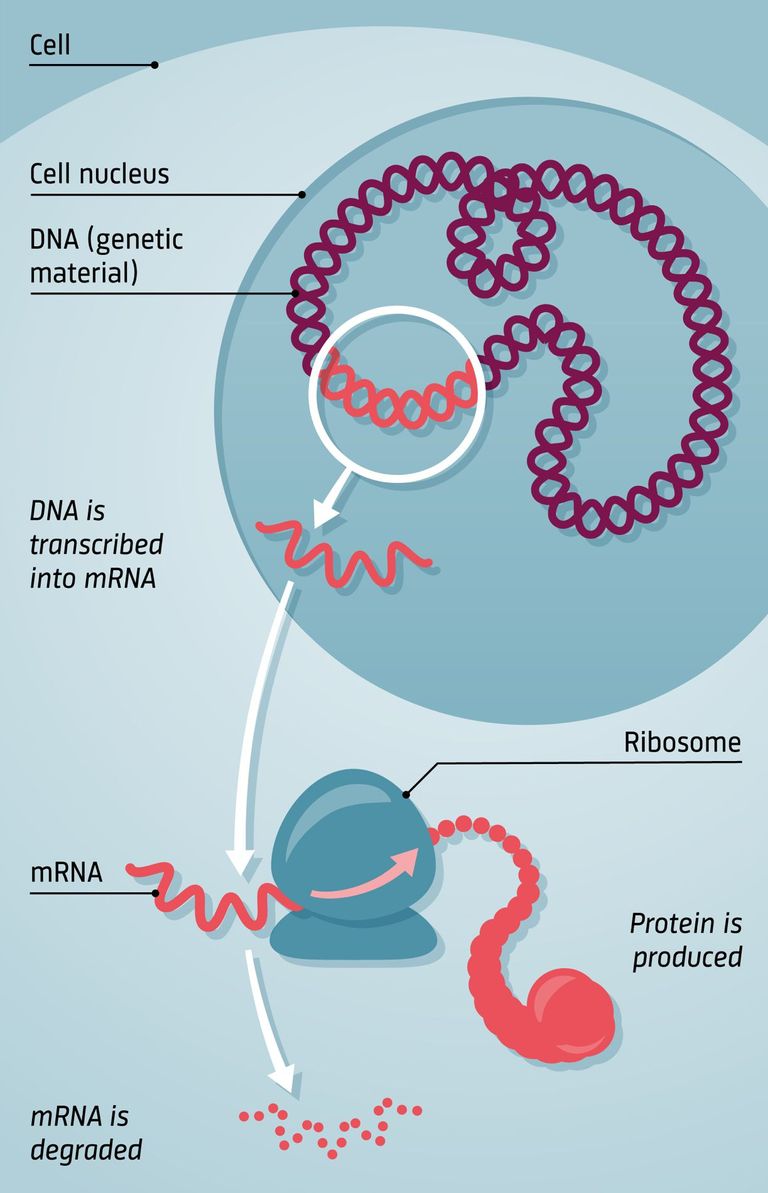 Cell
Cell nucleus
DNA (genetic
material)
DNA is
transcribed
into mRNA
Ribosome
mRNA
Protein is
produced
mRNA is
degraded